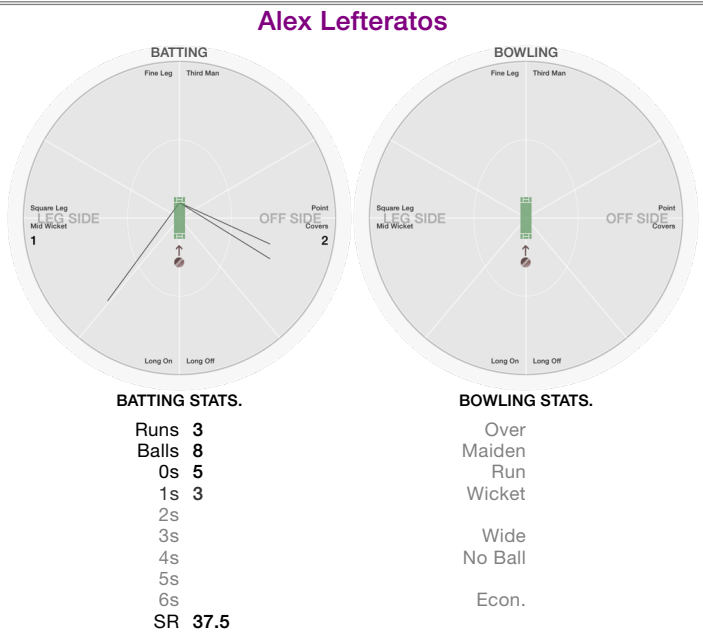 Alex Lefteratos
BATTING
BOWLING
Fine Leg Third Man
Fine Leg Third Man
Square Leg
LEG SIDE
Mid Wicket
1
Point
OFF SIDE
Covers
2
Square Leg
LEG SIDE
Mid Wicket
Point
OFF SIDE
Covers
Long On Long Off
Long On Long Off
BATTING STATS.
Runs 3
Balls 8
0s 5
1s 3
2s
3s
4s
5s
6s
SR 37.5
BOWLING STATS.
Over
Maiden
Run
Wicket
Wide
No Ball
Econ.